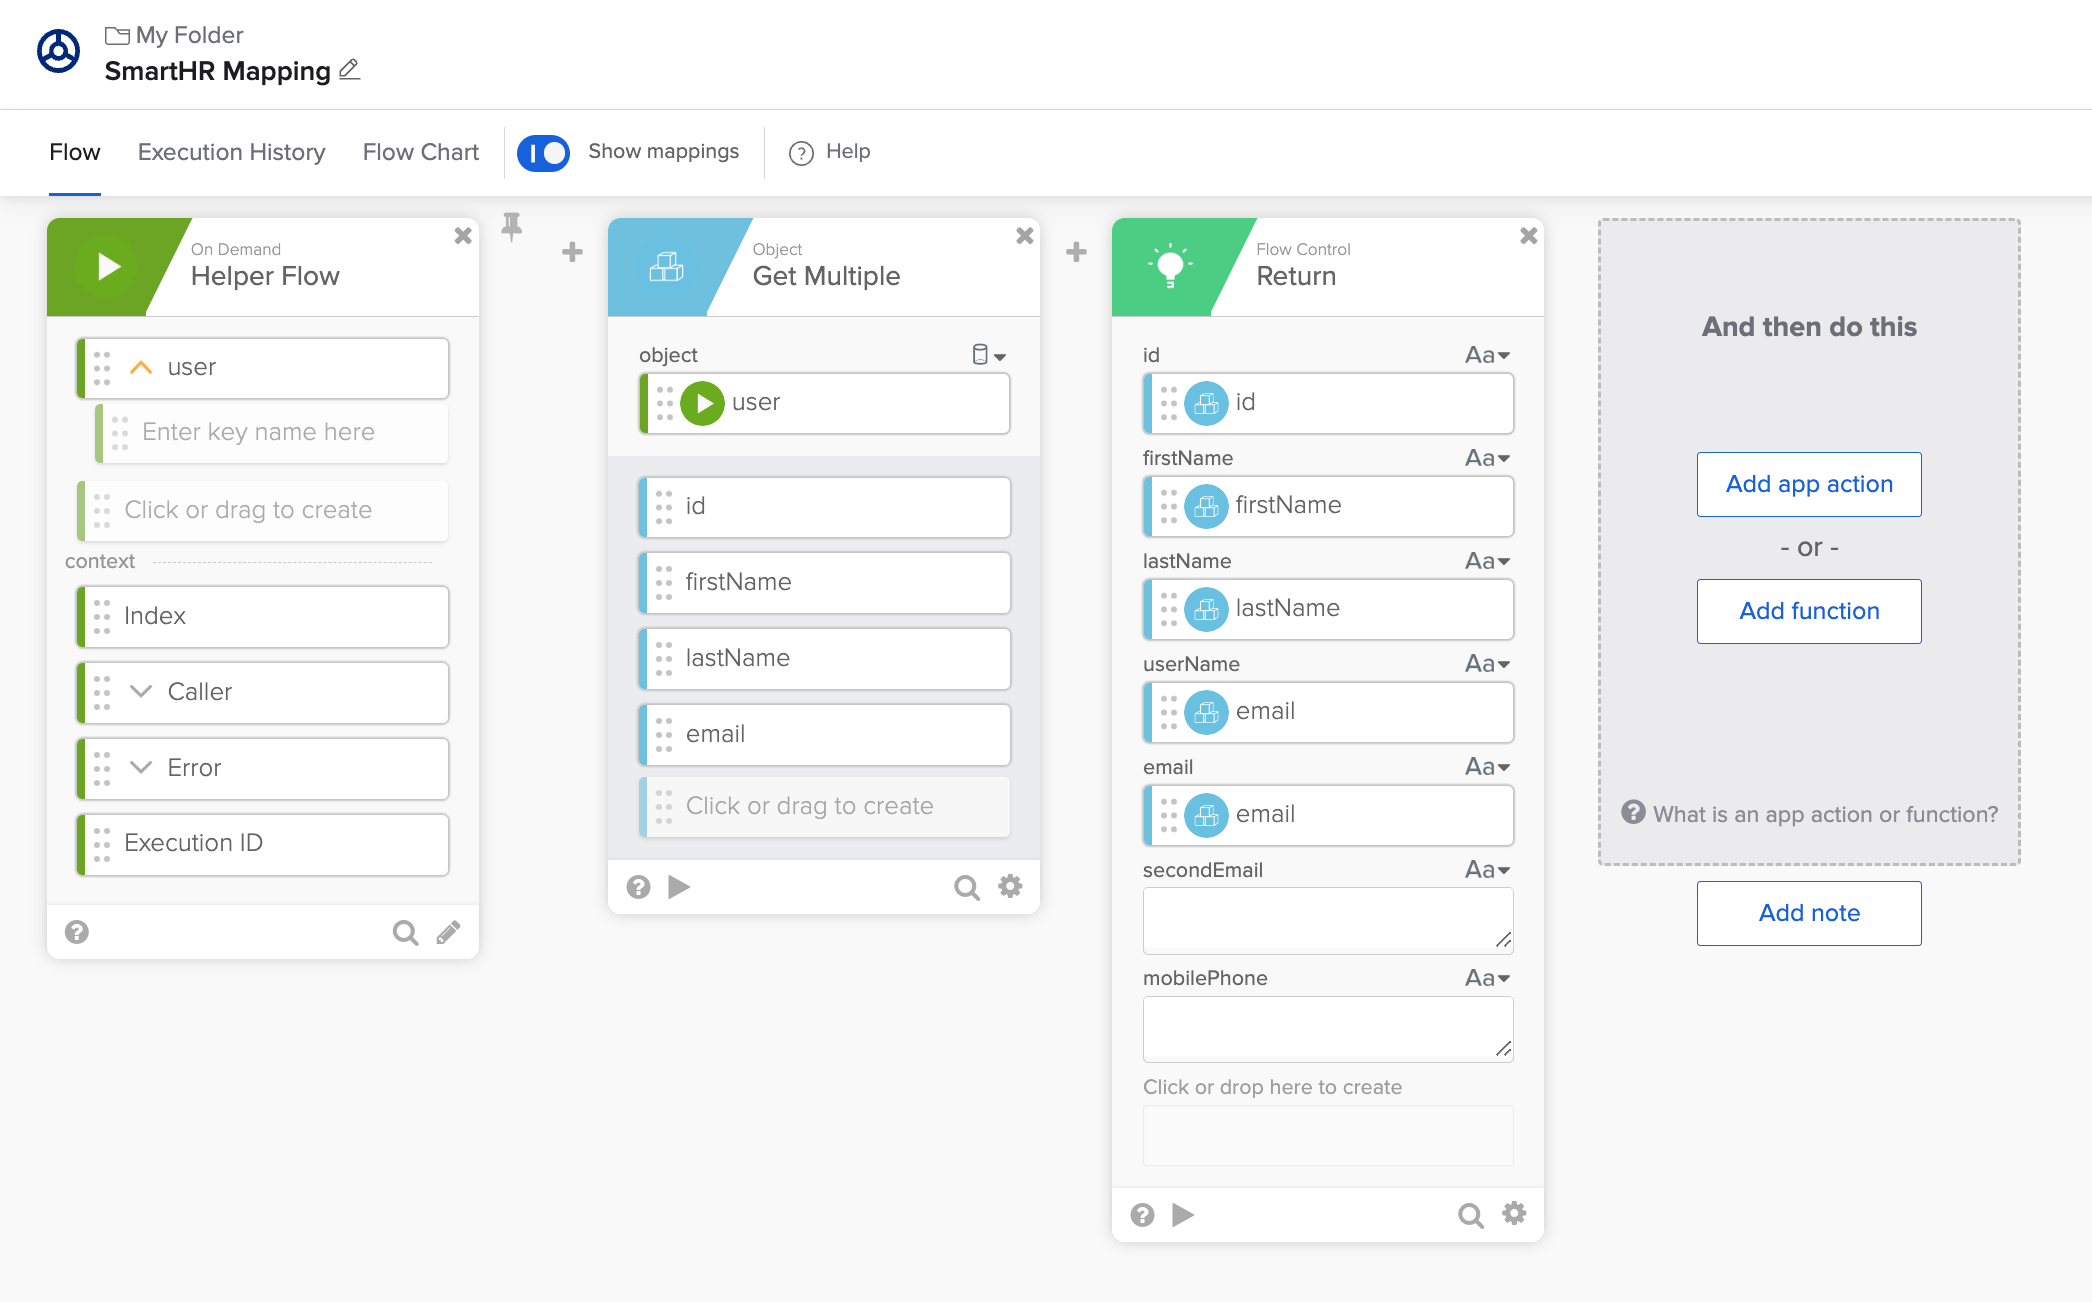 My Folder
SmartHR Mapping
Flow
Execution History
Flow Chart
Show mappings
Help
On Demand
Helper Flow
user
Enter key name here
Click or drag to create
context
Index
Caller
Error
Execution ID
Object
Get Multiple
object
user
id
firstName
lastName
email
Click or drag to create
Flow Control
Return
id
Aa
id
firstName
Aa
firstName
lastName
Aa
lastName
userName
Aa
email
email
Aa
email
secondEmail
Aa
mobilePhone
Aa
Click or drop here to create
And then do this
Add app action
- or -
Add function
What is an app action or function?
Add note